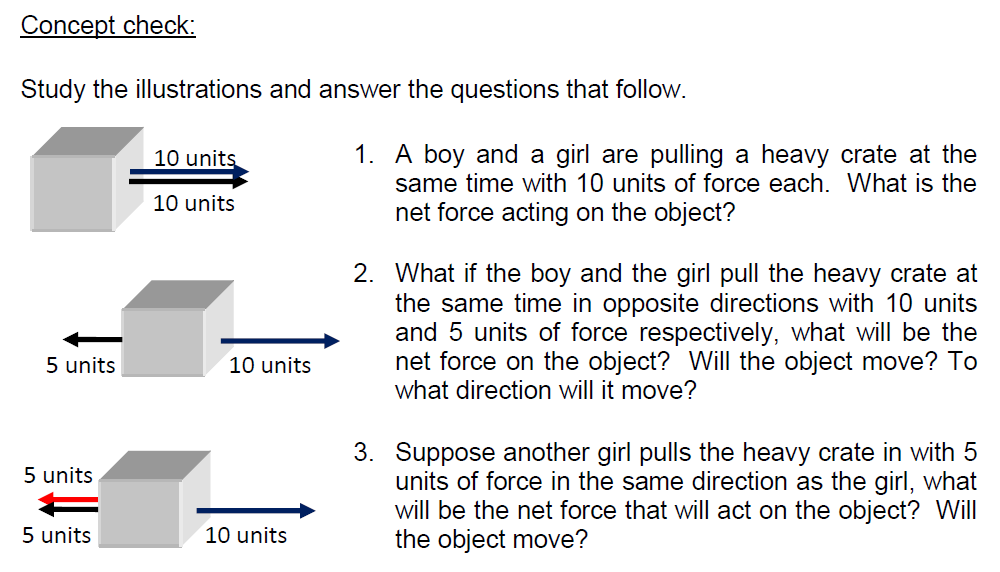 Concept check:
Study the illustrations and answer the questions that follow.
10 units
10 units
1. A boy and a girl are pulling a heavy crate at the
same time with 10 units of force each. What is the
net force acting on the object?
2. What if the boy and the girl pull the heavy crate at
the same time in opposite directions with 10 units
and 5 units of force respectively, what will be the
net force on the object? Will the object move? To
what direction will it move?
5 units
10 units
3. Suppose another girl pulls the heavy crate in with 5
units of force in the same direction as the girl, what
will be the net force that will act on the object? Will
the object move?
5 units
5 units
10 units